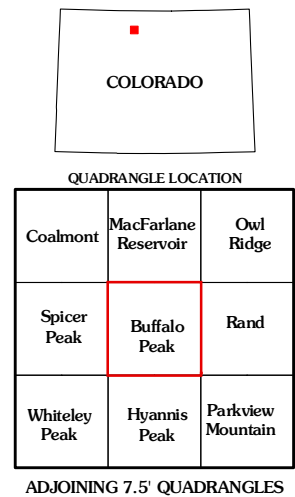 COLORADO
QUADRANGLE LOCATION
Coalmont
MacFarlane
Reservoir
Owl
Ridge
Spicer
Peak
Buffalo
Peak
Rand
Whiteley
Peak
Hyannis
Peak
Parkview
Mountain
ADJOINING 7.5' QUADRANGLES